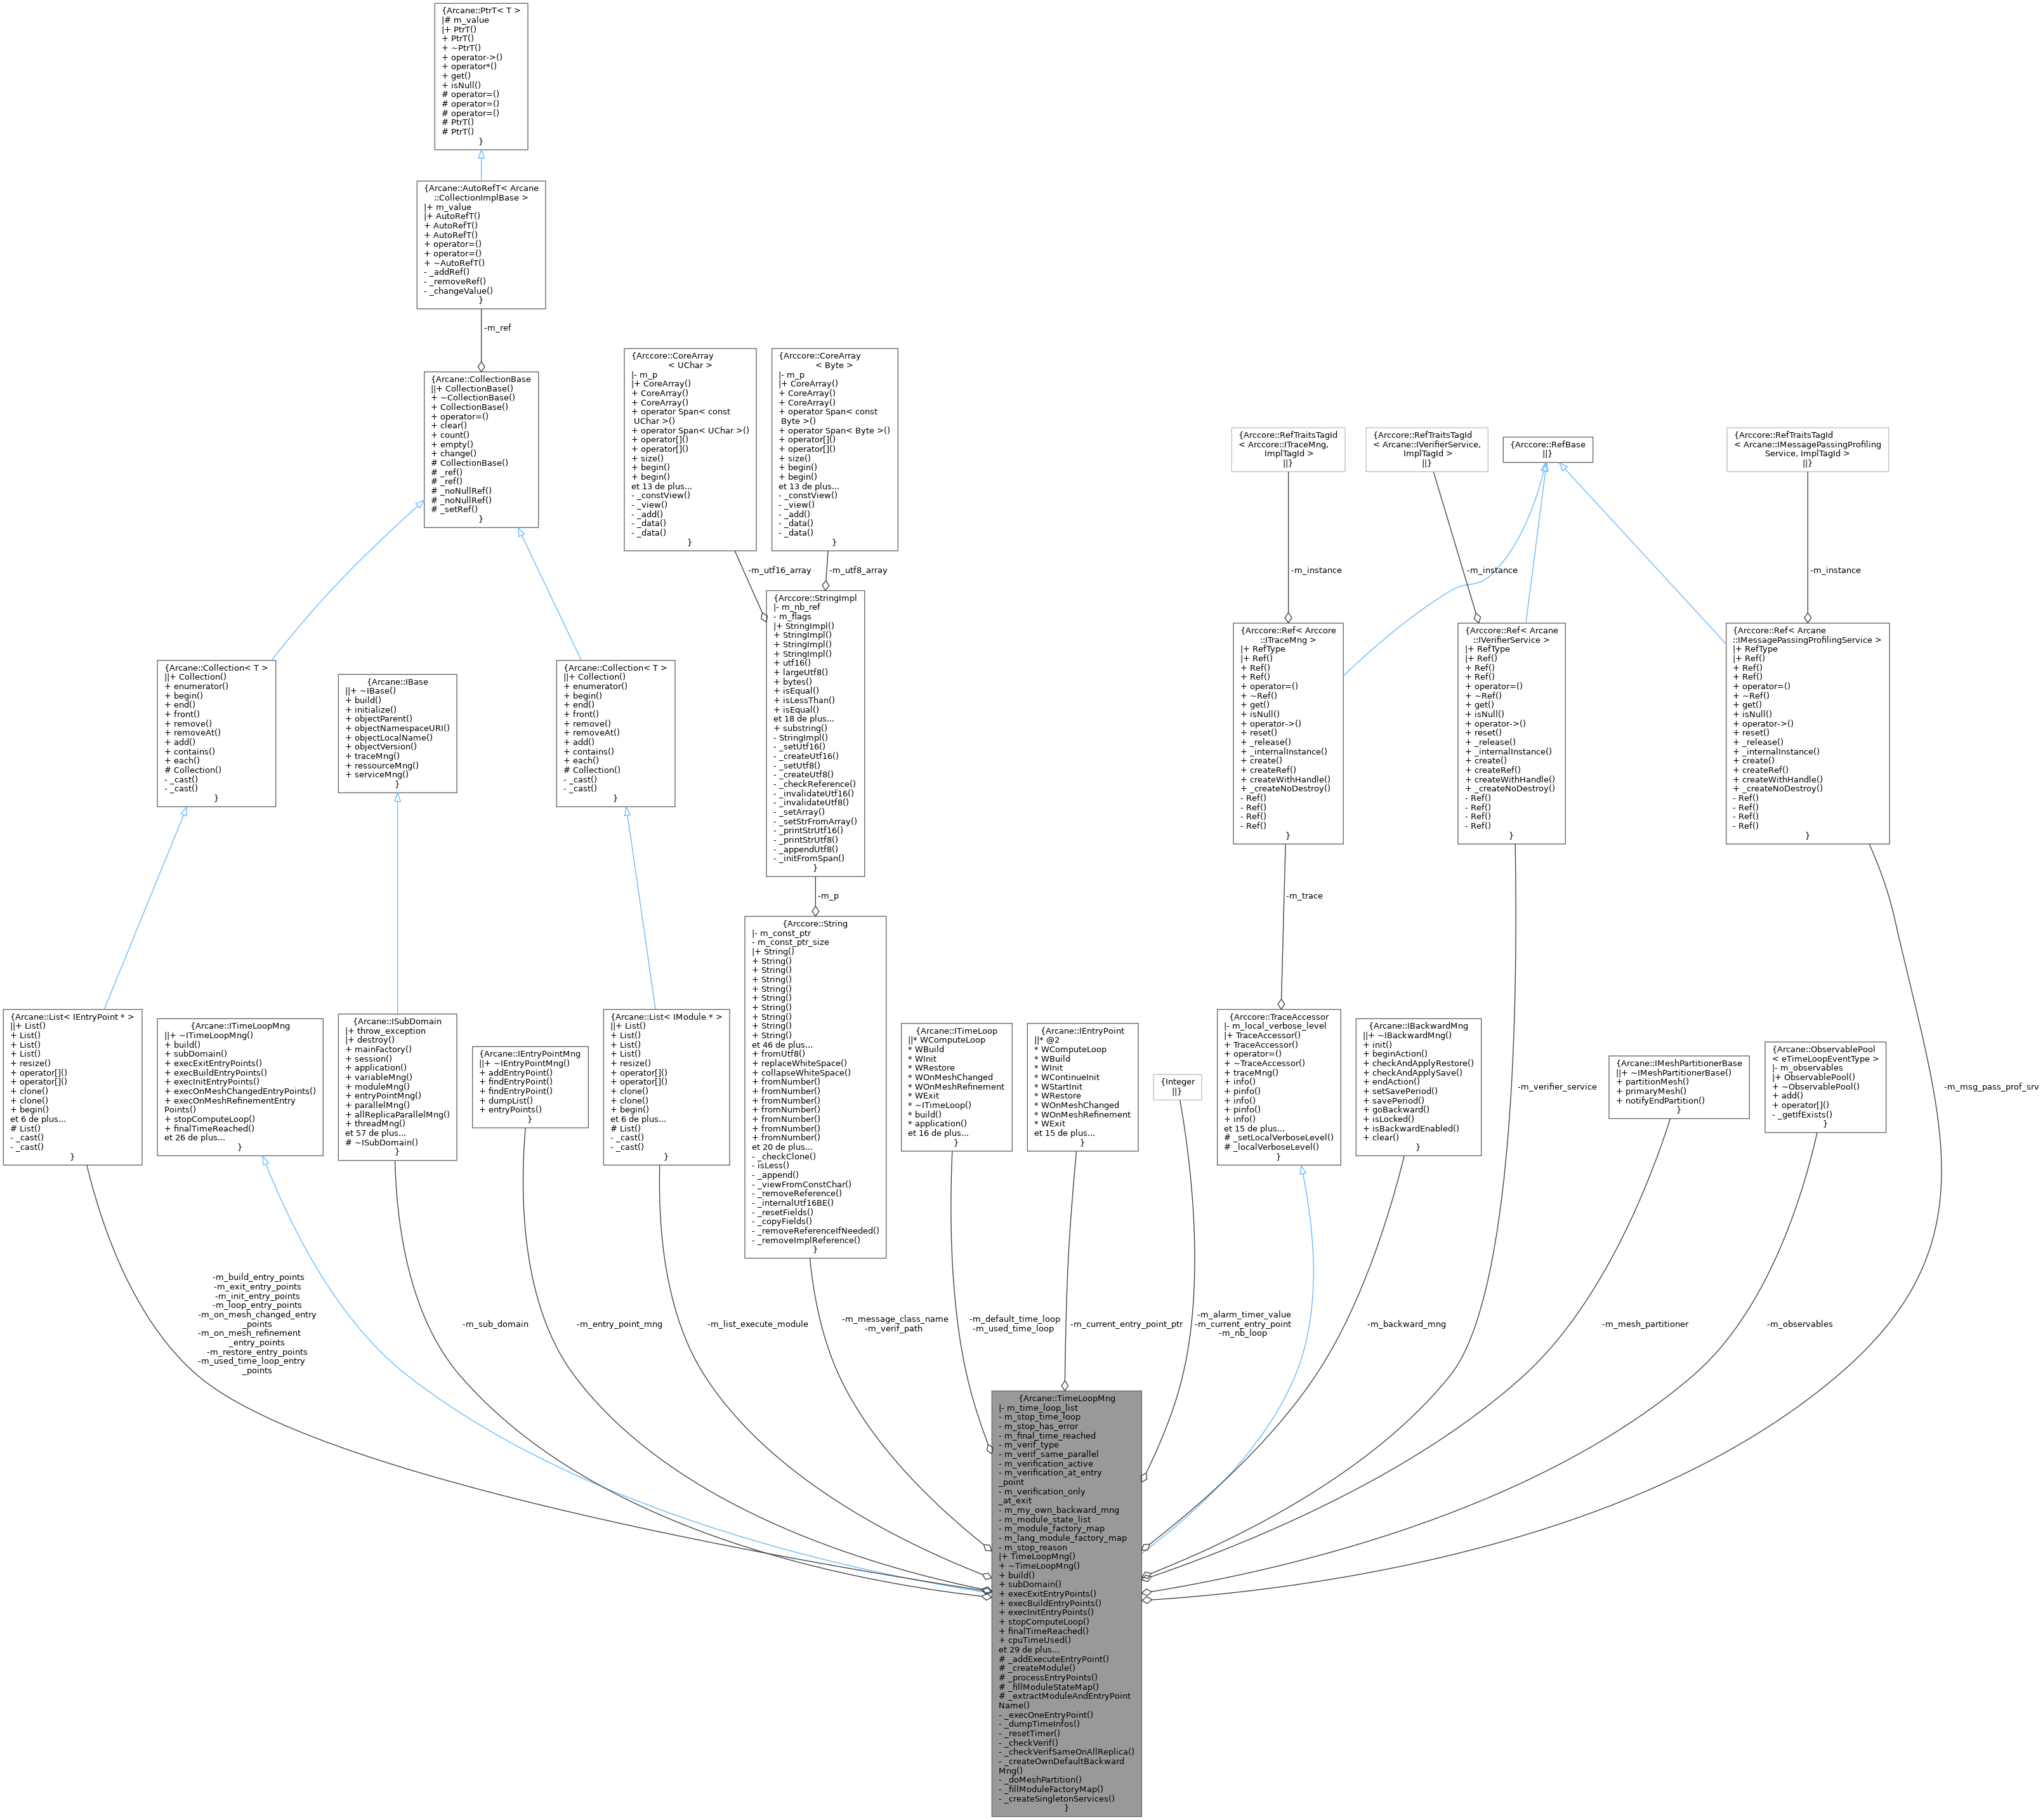 {Arcane::PtrT< T >
|# m_value
|+ PtrT()
+ PtrT()
+ ~PtrT()
+ operator->()
+ operator*()
+ get()
+ isNull()
# operator=()
# operator=()
# operator=()
# PtrT()
# PtrT()
}
{Arcane::AutoRefT< Arcane
::CollectionImplBase >
|+ m_value
|+ AutoRefT()
+ AutoRefT()
+ AutoRefT()
+ operator=()
+ operator=()
+ ~AutoRefT()
- _addRef()
- _removeRef()
- _changeValue()
}
-m_ref
{Arcane::CollectionBase
||+ CollectionBase()
+ ~CollectionBase()
+ CollectionBase()
+ operator=()
+ clear()
+ count()
+ empty()
+ change()
# CollectionBase()
# _ref()
# _ref()
# _noNullRef()
# _noNullRef()
# _setRef()
}
{Arccore::CoreArray
< UChar >
|- m_p
|+ CoreArray()
+ CoreArray()
+ CoreArray()
+ operator Span< const
UChar >()
+ operator Span< UChar >()
+ operator[]()
+ operator[]()
+ size()
+ begin()
+ begin()
et 13 de plus...
- _constView()
- _view()
- _add()
- _data()
- _data()
}
{Arccore::CoreArray
< Byte >
|- m_p
|+ CoreArray()
+ CoreArray()
+ CoreArray()
+ operator Span< const
Byte >()
+ operator Span< Byte >()
+ operator[]()
+ operator[]()
+ size()
+ begin()
+ begin()
et 13 de plus...
- _constView()
- _view()
- _add()
- _data()
- _data()
}
{Arccore::RefTraitsTagId
< Arccore::ITraceMng,
ImplTagId >
||}
{Arccore::RefTraitsTagId
< Arcane::IVerifierService,
ImplTagId >
||}
{Arccore::RefBase
||}
{Arccore::RefTraitsTagId
< Arcane::IMessagePassingProfiling
Service, ImplTagId >
||}
-m_utf16_array
-m_utf8_array
-m_instance
-m_instance
-m_instance
{Arcane::Collection< T >
||+ Collection()
+ enumerator()
+ begin()
+ end()
+ front()
+ remove()
+ removeAt()
+ add()
+ contains()
+ each()
# Collection()
- _cast()
- _cast()
}
{Arcane::IBase
||+ ~IBase()
+ build()
+ initialize()
+ objectParent()
+ objectNamespaceURI()
+ objectLocalName()
+ objectVersion()
+ traceMng()
+ ressourceMng()
+ serviceMng()
}
{Arcane::Collection< T >
||+ Collection()
+ enumerator()
+ begin()
+ end()
+ front()
+ remove()
+ removeAt()
+ add()
+ contains()
+ each()
# Collection()
- _cast()
- _cast()
}
{Arccore::StringImpl
|- m_nb_ref
- m_flags
|+ StringImpl()
+ StringImpl()
+ StringImpl()
+ StringImpl()
+ utf16()
+ largeUtf8()
+ bytes()
+ isEqual()
+ isLessThan()
+ isEqual()
et 18 de plus...
+ substring()
- StringImpl()
- _setUtf16()
- _createUtf16()
- _setUtf8()
- _createUtf8()
- _checkReference()
- _invalidateUtf16()
- _invalidateUtf8()
- _setArray()
- _setStrFromArray()
- _printStrUtf16()
- _printStrUtf8()
- _appendUtf8()
- _initFromSpan()
}
{Arccore::Ref< Arccore
::ITraceMng >
|+ RefType
|+ Ref()
+ Ref()
+ Ref()
+ operator=()
+ ~Ref()
+ get()
+ isNull()
+ operator->()
+ reset()
+ _release()
+ _internalInstance()
+ create()
+ createRef()
+ createWithHandle()
+ _createNoDestroy()
- Ref()
- Ref()
- Ref()
- Ref()
}
{Arccore::Ref< Arcane
::IVerifierService >
|+ RefType
|+ Ref()
+ Ref()
+ Ref()
+ operator=()
+ ~Ref()
+ get()
+ isNull()
+ operator->()
+ reset()
+ _release()
+ _internalInstance()
+ create()
+ createRef()
+ createWithHandle()
+ _createNoDestroy()
- Ref()
- Ref()
- Ref()
- Ref()
}
{Arccore::Ref< Arcane
::IMessagePassingProfilingService >
|+ RefType
|+ Ref()
+ Ref()
+ Ref()
+ operator=()
+ ~Ref()
+ get()
+ isNull()
+ operator->()
+ reset()
+ _release()
+ _internalInstance()
+ create()
+ createRef()
+ createWithHandle()
+ _createNoDestroy()
- Ref()
- Ref()
- Ref()
- Ref()
}
-m_p
-m_trace
{Arcane::List< IEntryPoint * >
||+ List()
+ List()
+ List()
+ List()
+ resize()
+ operator[]()
+ operator[]()
+ clone()
+ clone()
+ begin()
et 6 de plus...
# List()
- _cast()
- _cast()
}
{Arcane::ITimeLoopMng
||+ ~ITimeLoopMng()
+ build()
+ subDomain()
+ execExitEntryPoints()
+ execBuildEntryPoints()
+ execInitEntryPoints()
+ execOnMeshChangedEntryPoints()
+ execOnMeshRefinementEntry
Points()
+ stopComputeLoop()
+ finalTimeReached()
et 26 de plus...
}
{Arcane::ISubDomain
|+ throw_exception
|+ destroy()
+ mainFactory()
+ session()
+ application()
+ variableMng()
+ moduleMng()
+ entryPointMng()
+ parallelMng()
+ allReplicaParallelMng()
+ threadMng()
et 57 de plus...
# ~ISubDomain()
}
{Arcane::IEntryPointMng
||+ ~IEntryPointMng()
+ addEntryPoint()
+ findEntryPoint()
+ findEntryPoint()
+ dumpList()
+ entryPoints()
}
{Arcane::List< IModule * >
||+ List()
+ List()
+ List()
+ List()
+ resize()
+ operator[]()
+ operator[]()
+ clone()
+ clone()
+ begin()
et 6 de plus...
# List()
- _cast()
- _cast()
}
{Arccore::String
|- m_const_ptr
- m_const_ptr_size
|+ String()
+ String()
+ String()
+ String()
+ String()
+ String()
+ String()
+ String()
+ String()
+ String()
et 46 de plus...
+ fromUtf8()
+ replaceWhiteSpace()
+ collapseWhiteSpace()
+ fromNumber()
+ fromNumber()
+ fromNumber()
+ fromNumber()
+ fromNumber()
+ fromNumber()
+ fromNumber()
et 20 de plus...
- _checkClone()
- isLess()
- _append()
- _viewFromConstChar()
- _removeReference()
- _internalUtf16BE()
- _resetFields()
- _copyFields()
- _removeReferenceIfNeeded()
- _removeImplReference()
}
{Arcane::ITimeLoop
||* WComputeLoop
* WBuild
* WInit
* WRestore
* WOnMeshChanged
* WOnMeshRefinement
* WExit
* ~ITimeLoop()
* build()
* application()
et 16 de plus...
}
{Arcane::IEntryPoint
||* @2
* WComputeLoop
* WBuild
* WInit
* WContinueInit
* WStartInit
* WRestore
* WOnMeshChanged
* WOnMeshRefinement
* WExit
et 15 de plus...
}
{Integer
||}
{Arccore::TraceAccessor
|- m_local_verbose_level
|+ TraceAccessor()
+ TraceAccessor()
+ operator=()
+ ~TraceAccessor()
+ traceMng()
+ info()
+ pinfo()
+ info()
+ pinfo()
+ info()
et 15 de plus...
# _setLocalVerboseLevel()
# _localVerboseLevel()
}
{Arcane::IBackwardMng
||+ ~IBackwardMng()
+ init()
+ beginAction()
+ checkAndApplyRestore()
+ checkAndApplySave()
+ endAction()
+ setSavePeriod()
+ savePeriod()
+ goBackward()
+ isLocked()
+ isBackwardEnabled()
+ clear()
}
{Arcane::IMeshPartitionerBase
||+ ~IMeshPartitionerBase()
+ partitionMesh()
+ primaryMesh()
+ notifyEndPartition()
}
{Arcane::ObservablePool
< eTimeLoopEventType >
|- m_observables
|+ ObservablePool()
+ ~ObservablePool()
+ add()
+ operator[]()
- _getIfExists()
}
-m_verifier_service
-m_msg_pass_prof_srv
-m_build_entry_points
-m_exit_entry_points
-m_init_entry_points
-m_loop_entry_points
-m_on_mesh_changed_entry
_points
-m_on_mesh_refinement
_entry_points
-m_restore_entry_points
-m_used_time_loop_entry
_points
-m_sub_domain
-m_entry_point_mng
-m_list_execute_module
-m_message_class_name
-m_verif_path
-m_default_time_loop
-m_used_time_loop
-m_current_entry_point_ptr
-m_alarm_timer_value
-m_current_entry_point
-m_nb_loop
-m_backward_mng
-m_mesh_partitioner
-m_observables
{Arcane::TimeLoopMng
|- m_time_loop_list
- m_stop_time_loop
- m_stop_has_error
- m_final_time_reached
- m_verif_type
- m_verif_same_parallel
- m_verification_active
- m_verification_at_entry
_point
- m_verification_only
_at_exit
- m_my_own_backward_mng
- m_module_state_list
- m_module_factory_map
- m_lang_module_factory_map
- m_stop_reason
|+ TimeLoopMng()
+ ~TimeLoopMng()
+ build()
+ subDomain()
+ execExitEntryPoints()
+ execBuildEntryPoints()
+ execInitEntryPoints()
+ stopComputeLoop()
+ finalTimeReached()
+ cpuTimeUsed()
et 29 de plus...
# _addExecuteEntryPoint()
# _createModule()
# _processEntryPoints()
# _fillModuleStateMap()
# _extractModuleAndEntryPoint
Name()
- _execOneEntryPoint()
- _dumpTimeInfos()
- _resetTimer()
- _checkVerif()
- _checkVerifSameOnAllReplica()
- _createOwnDefaultBackward
Mng()
- _doMeshPartition()
- _fillModuleFactoryMap()
- _createSingletonServices()
}